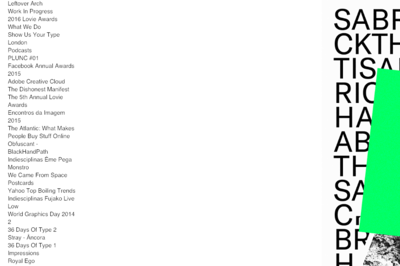 Leftover Arch
Work In Progress
2016 Lovie Awards
What We Do
Show Us Your Type
London
Podcasts
PLUNC #01
Facebook Annual Awards
2015
Adobe Creative Cloud
The Dishonest Manifest
The 5th Annual Lovie
Awards
Encontros da Imagem
2015
The Atlantic: What Makes
People Buy Stuff Online
Obfuscant -
BlackHandPath
Indiesciplinas Éme Pega
Monstro
We Came From Space
Postcards
Yahoo Top Boiling Trends
Indiesciplinas Fujako Live
Low
World Graphics Day 2014
2
36 Days Of Type 2
Stray - Áncora
36 Days Of Type 1
Impressions
Royal Ego
SABR
CKTH
TISA
RIC
HA
AB
TH
SA
C
BR
H